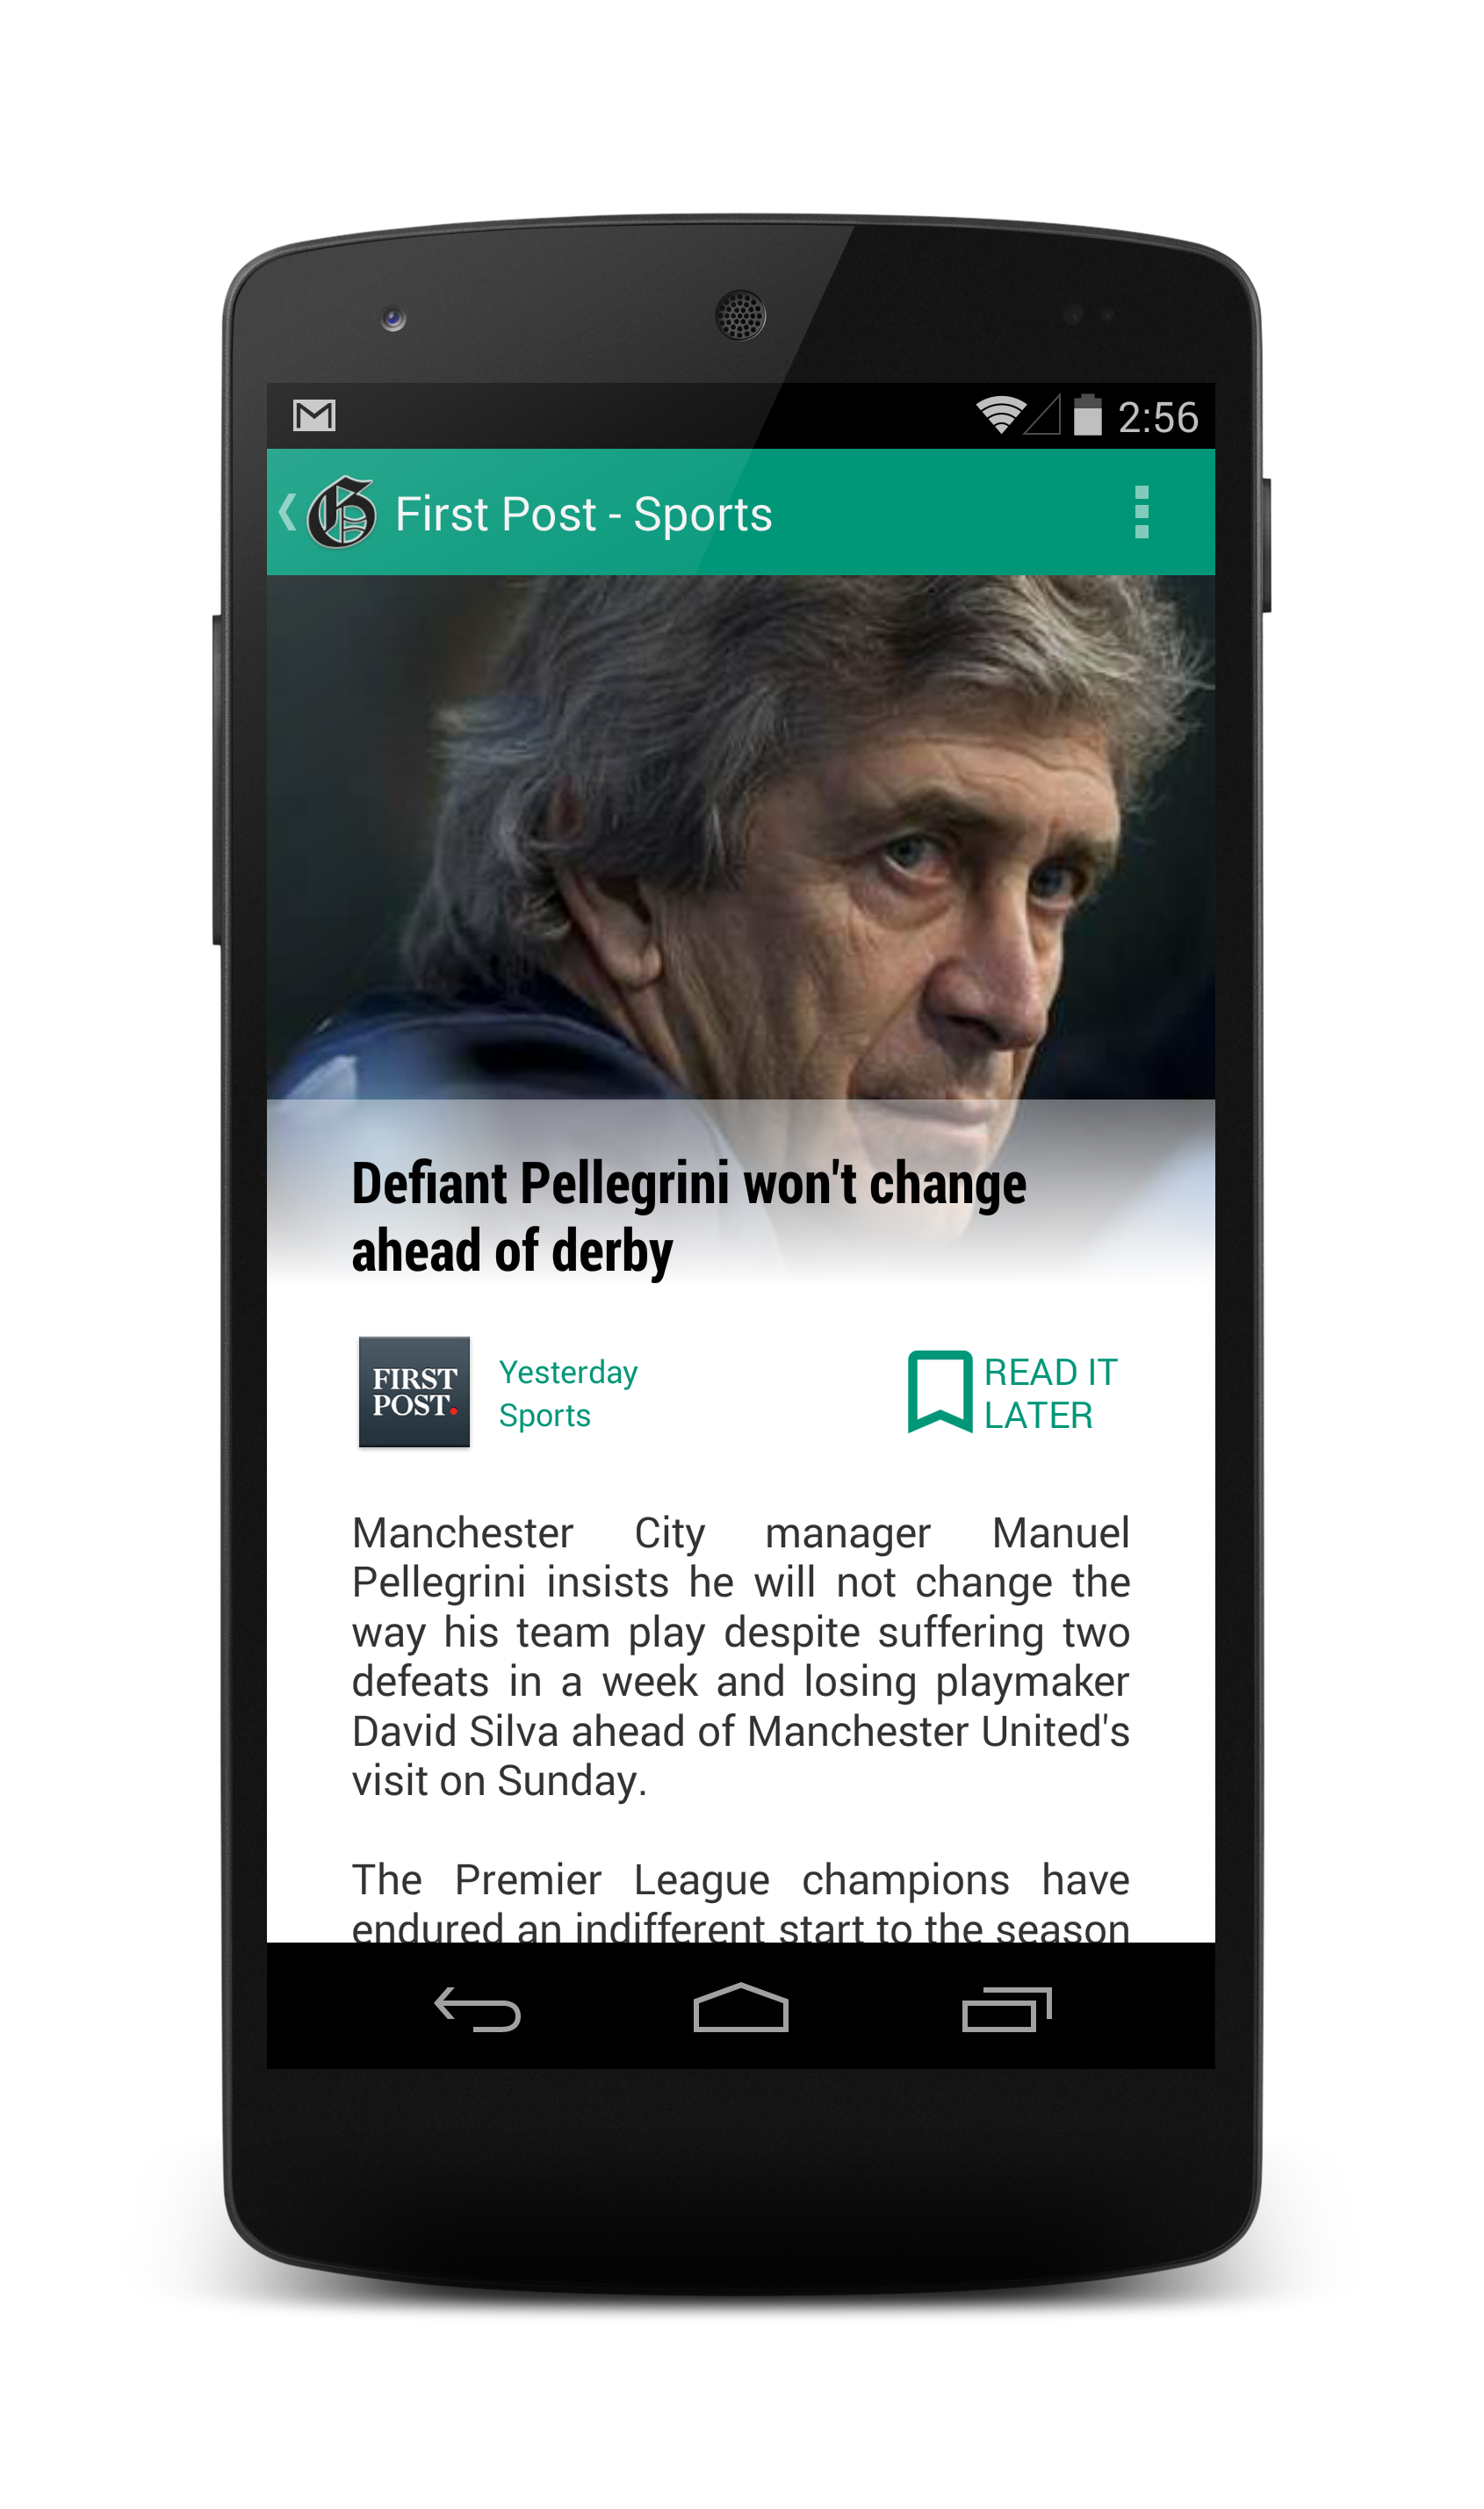 2:56
First Post - Sports
Defiant Pellegrini won't change
ahead of derby
FIRST
POST.
Yesterday
Sports
READ IT
LATER
Manchester City manager Manuel
Pellegrini insists he will not change the
way his team play despite suffering two
defeats in a week and losing playmaker
David Silva ahead of Manchester United's
visit on Sunday.
The Premier League champions have
endured an indifferent start to the season